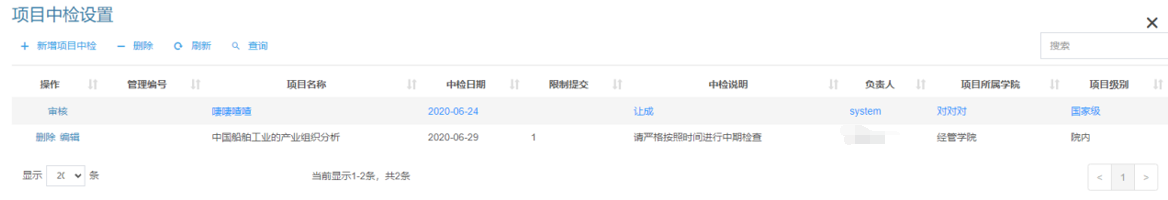 项目中检设置
新增项目中检 删除 刷新 查询 搜索
操作 管理编号 项目名称 中检日期 限制提交 中检说明 负责人 项目所属学院 项目级别
审核 啛啛喳喳 2020-06-24 让成 system 对对对 国家级
删除 编辑 中国船舶工业的产业组织分析 2020-06-29 1 请严格按照时间进行中期检查 经管学院 院内
显示 条 当前显示1-2条，共2条 < 1 >